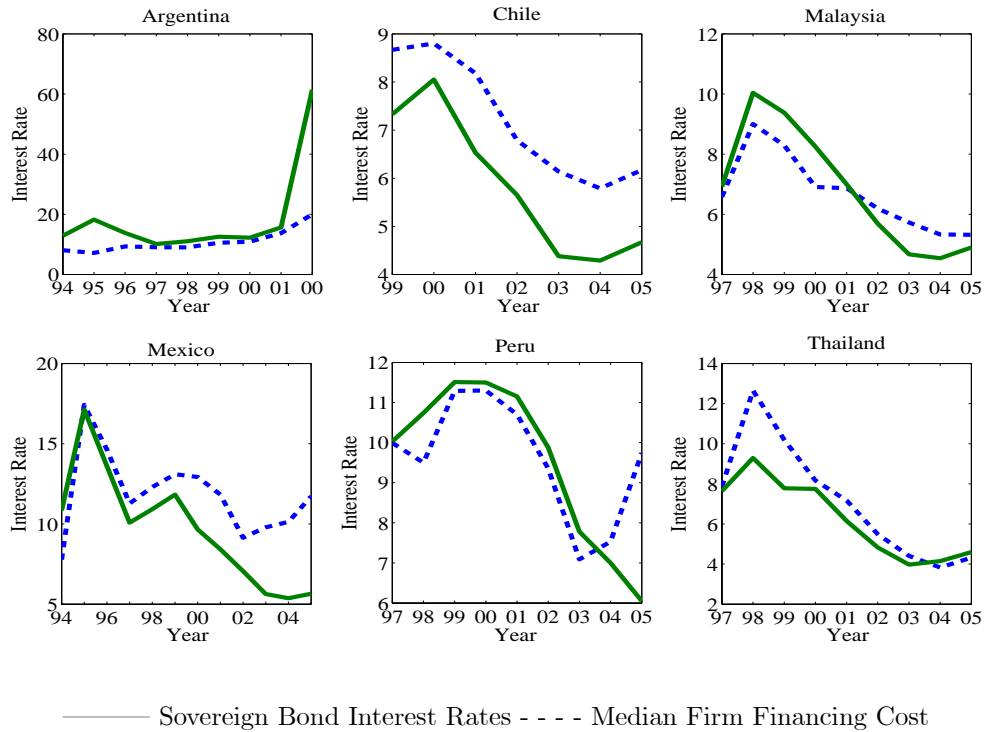 Argentina
80
60
40
20
0
Interest Rate
94 95 96 97 98 99 00 01 00
Year
Chile
9
8
7
6
5
4
Interest Rate
99 00 01 02 03 04 05
Year
Malaysia
12
10
8
6
4
Interest Rate
97 98 99 00 01 02 03 04 05
Year
Mexico
20
15
10
5
Interest Rate
94 96 98 00 02 04
Year
Peru
12
11
10
9
8
7
6
Interest Rate
97 98 99 00 01 02 03 04 05
Year
Thailand
14
12
10
8
6
4
2
Interest Rate
97 98 99 00 01 02 03 04 05
Year
Sovereign Bond Interest Rates - - - - Median Firm Financing Cost